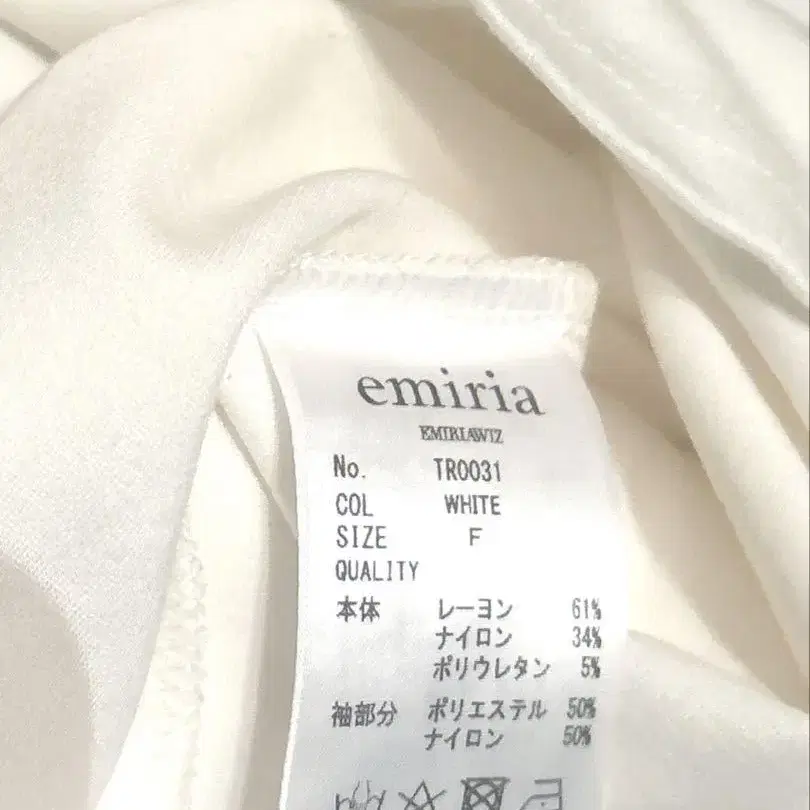 emiria
EMIRIAWIZ
No. TR0031
COL WHITE
SIZE F
QUALITY
本体 レーヨン 61%
ナイロン 34%
ポリウレタン 5%
袖部分 ポリエステル 50%
ナイロン 50%